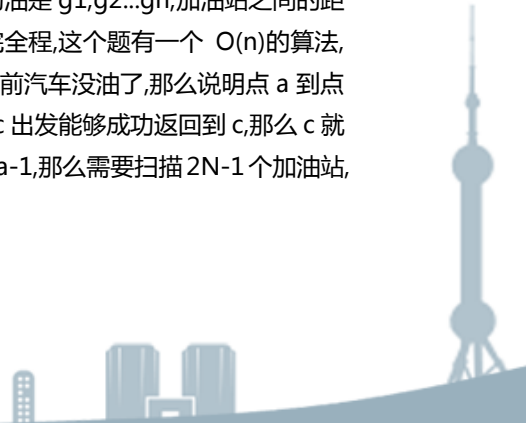 油是 g1,g2...gn,加油站之间的距
全程,这个题有一个 O(n)的算法,
前汽车没油了,那么说明点 a 到点
出发能够成功返回到 c,那么 c 就
a-1,那么需要扫描 2N-1 个加油站,